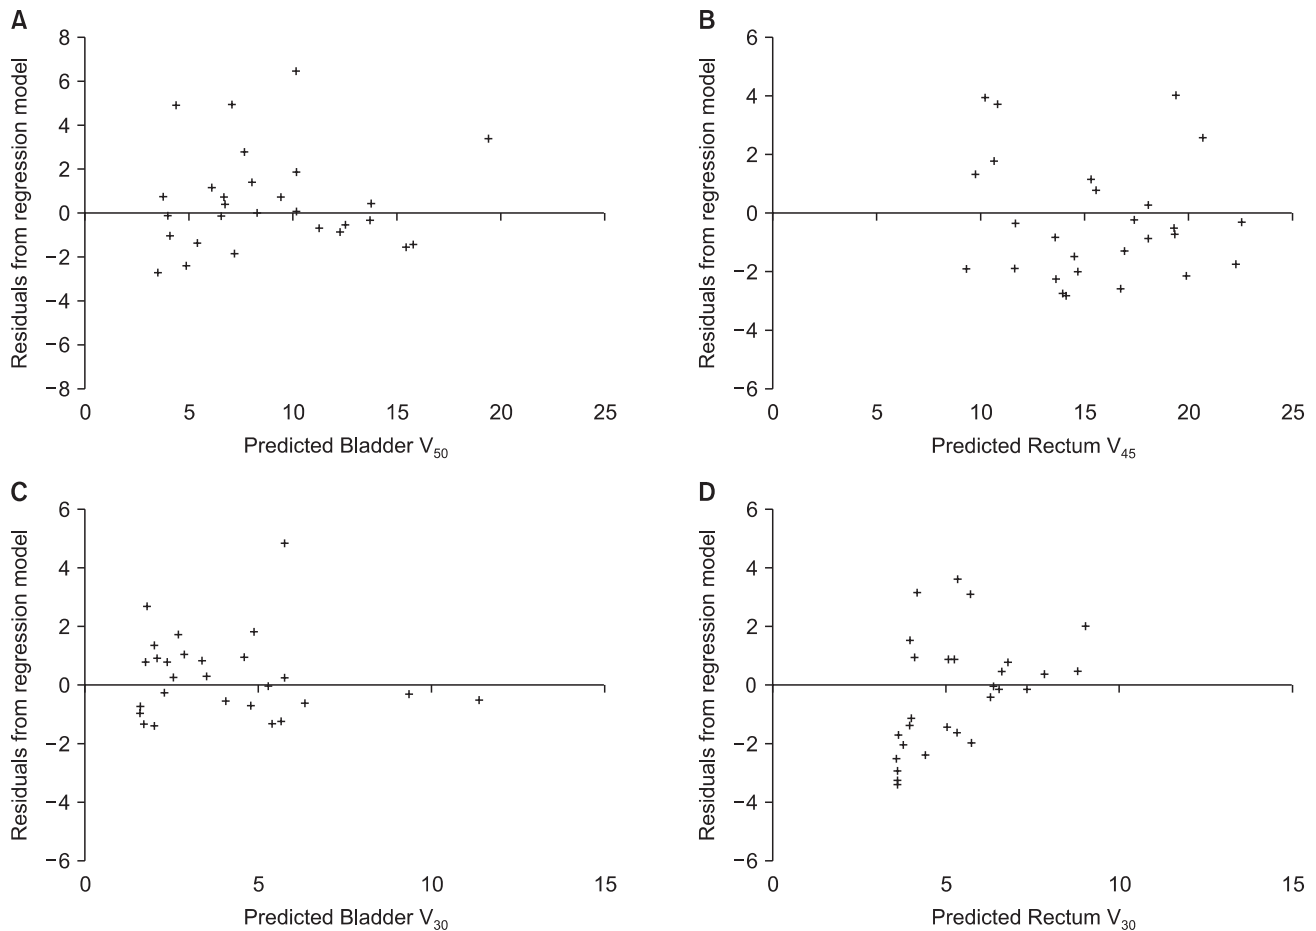 A
Residuals from regression model
8
6
4
2
0
−2
−4
−6
−8
0 5 10 15 20 25
Predicted Bladder V50
B
Residuals from regression model
6
4
2
0
−2
−4
−6
0 5 10 15 20 25
Predicted Rectum V45
C
Residuals from regression model
6
4
2
0
−2
−4
−6
0 5 10 15
Predicted Bladder V30
D
Residuals from regression model
6
4
2
0
−2
−4
−6
0 5 10 15
Predicted Rectum V30